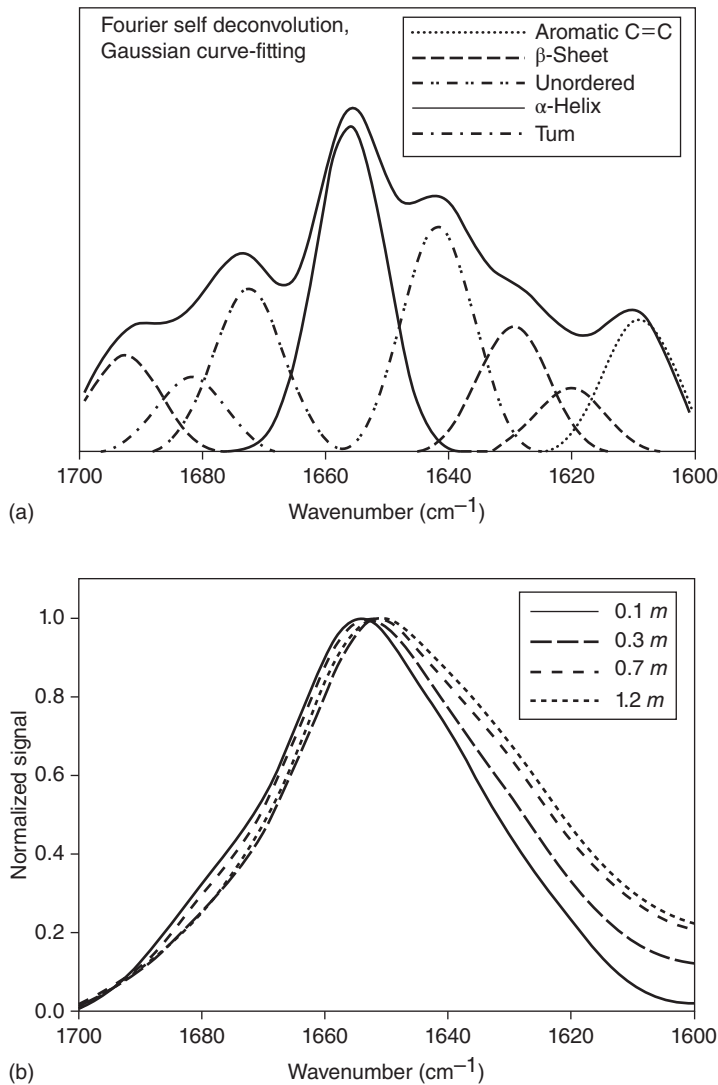 Fourier self deconvolution,
Gaussian curve-fitting
Aromatic C=C
β-Sheet
Unordered
α-Helix
Tum
1700 1680 1660 1640 1620 1600
(a)
Wavenumber (cm⁻¹)
0.1 m
0.3 m
0.7 m
1.2 m
1.0
0.8
0.6
0.4
0.2
0.0
Normalized signal
1700 1680 1660 1640 1620 1600
(b)
Wavenumber (cm⁻¹)